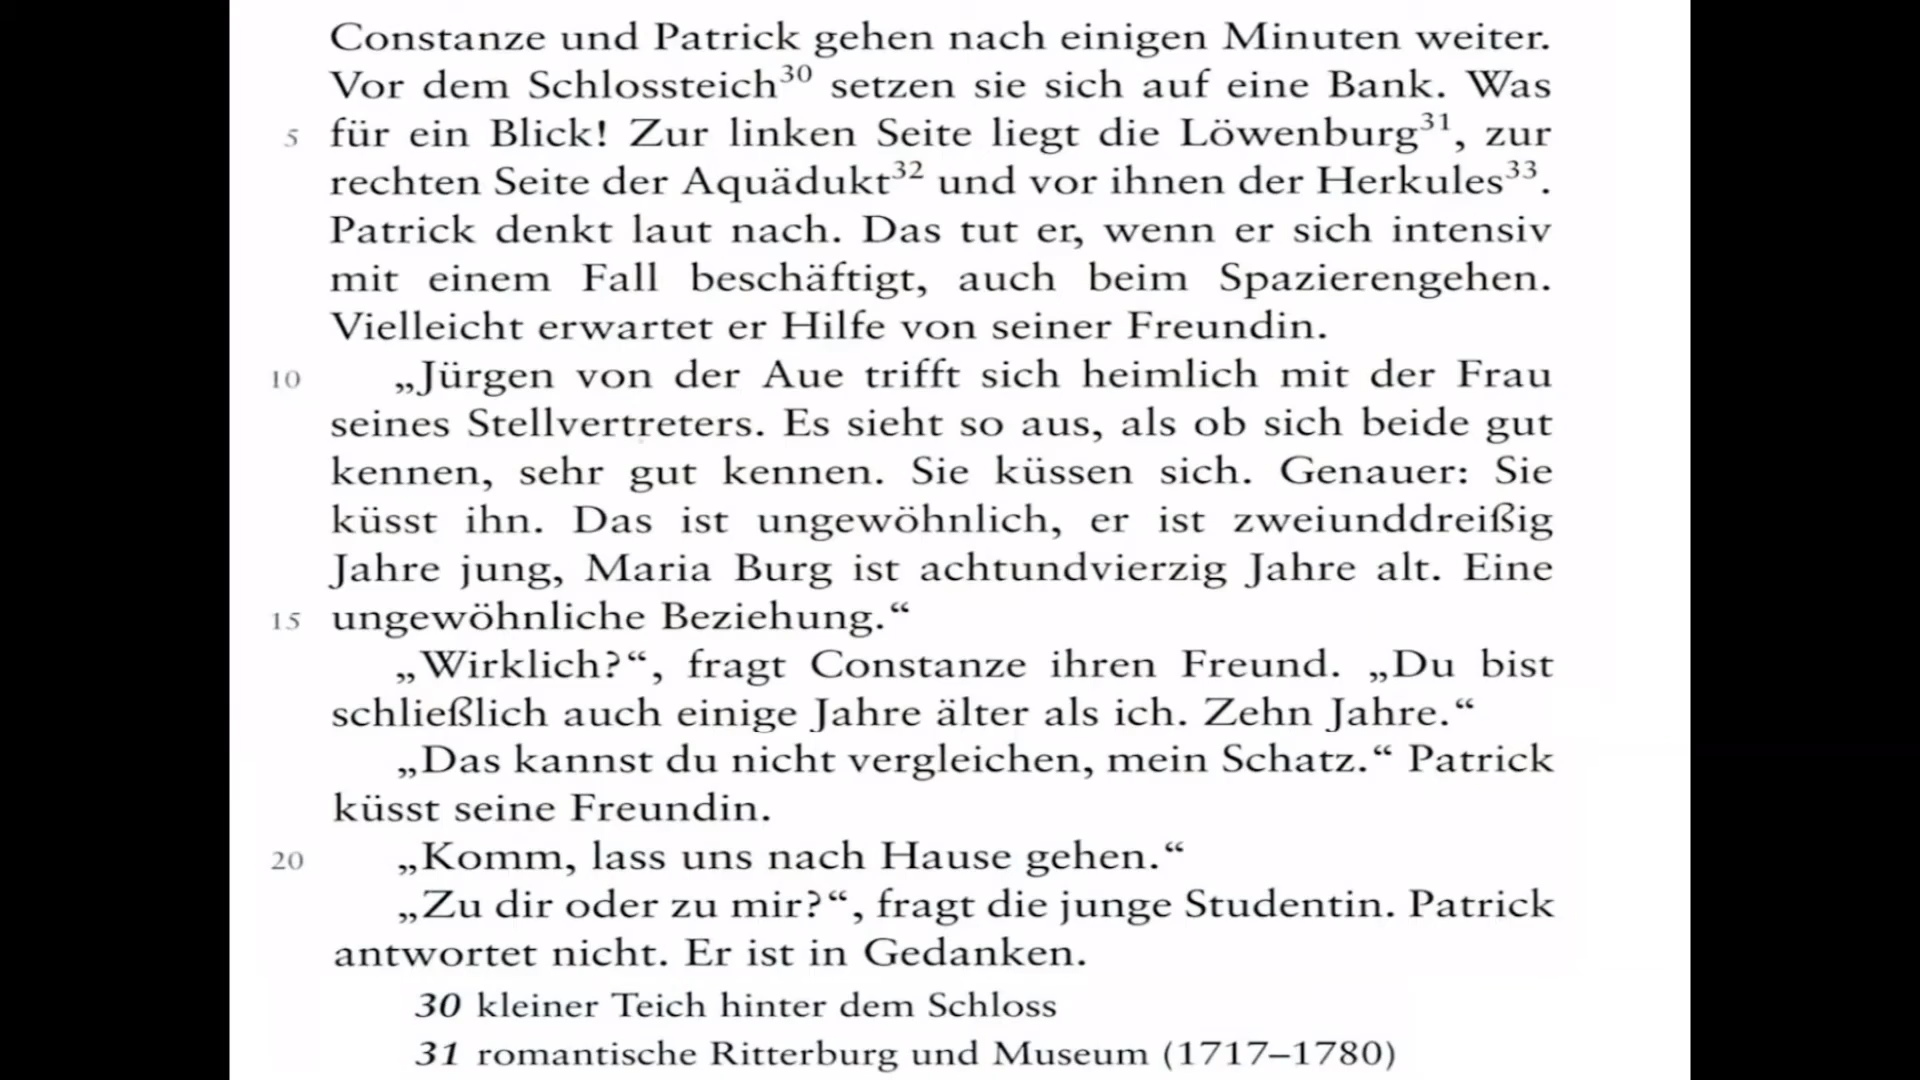 Constanze und Patrick gehen nach einigen Minuten weiter.
Vor dem Schlossteich30 setzen sie sich auf eine Bank. Was
5 für ein Blick! Zur linken Seite liegt die Löwenburg31, zur
rechten Seite der Aquädukt32 und vor ihnen der Herkules33.
Patrick denkt laut nach. Das tut er, wenn er sich intensiv
mit einem Fall beschäftigt, auch beim Spazierengehen.
Vielleicht erwartet er Hilfe von seiner Freundin.
10 „Jürgen von der Aue trifft sich heimlich mit der Frau
seines Stellvertreters. Es sieht so aus, als ob sich beide gut
kennen, sehr gut kennen. Sie küssen sich. Genauer: Sie
küsst ihn. Das ist ungewöhnlich, er ist zweiunddreißig
Jahre jung, Maria Burg ist achtundvierzig Jahre alt. Eine
15 ungewöhnliche Beziehung.“
„Wirklich?“, fragt Constanze ihren Freund. „Du bist
schließlich auch einige Jahre älter als ich. Zehn Jahre.“
„Das kannst du nicht vergleichen, mein Schatz.“ Patrick
küsst seine Freundin.
20 „Komm, lass uns nach Hause gehen.“
„Zu dir oder zu mir?“, fragt die junge Studentin. Patrick
antwortet nicht. Er ist in Gedanken.
30 kleiner Teich hinter dem Schloss
31 romantische Ritterburg und Museum (1717–1780)